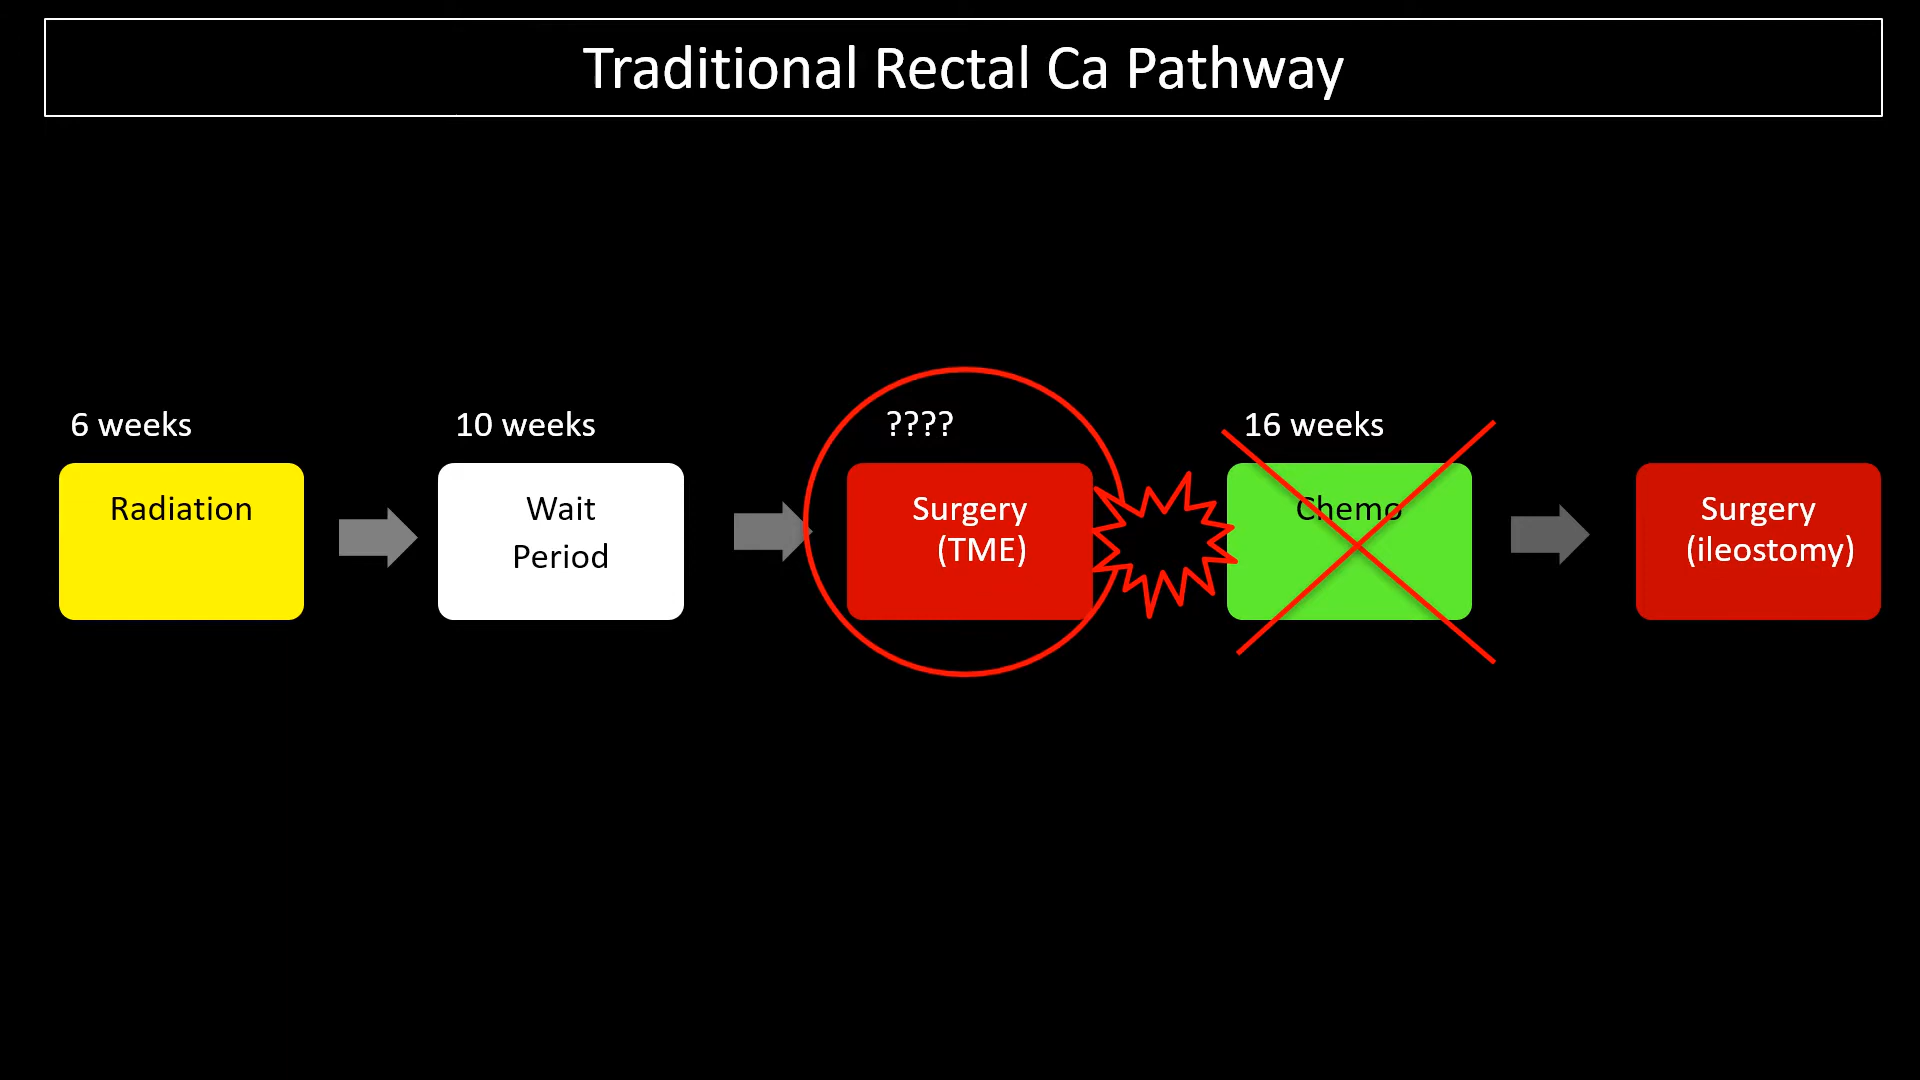 Traditional Rectal Ca Pathway
6 weeks
Radiation
10 weeks
Wait
Period
????
Surgery
(TME)
16 weeks
Chemo
Surgery
(ileostomy)